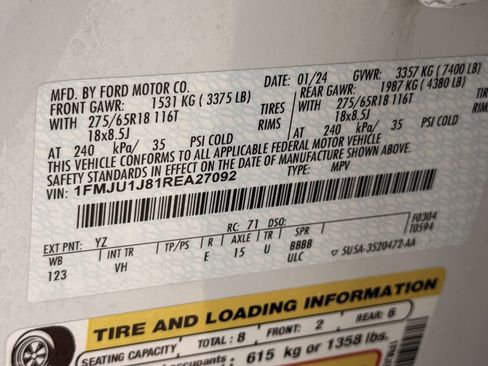 MFD. BY FORD MOTOR CO. 01/24 GVWR: 3357 KG (7400 LB)
FRONT GAWR: 1531 KG (3375 LB) REAR GAWR: 1987 KG (4380 LB)
WITH 275/65R18 116T TIRES WITH 275/65R18 116T
18x8.5J RIMS 18x8.5J
AT 240 kPa/ 35 PSI COLD AT 240 kPa/ 35 PSI COLD
THIS VEHICLE CONFORMS TO ALL APPLICABLE FEDERAL MOTOR VEHICLE
SAFETY STANDARDS IN EFFECT ON THE DATE OF MANUFACTURE SHOWN ABOVE.
VIN: 1FMJU1J81REA27092 TYPE: MPV
EXT PNT: YZ RC: 71 DSO: F0304
WB INT TR TP/PS R AXLE TR SPR T0594
123 VH E 15 U BBBB
ULC 5U5A-3520472-AA
TIRE AND LOADING INFORMATION
SEATING CAPACITY TOTAL: 8 FRONT: 2 REAR: 6
615 kg or 1358 lbs.